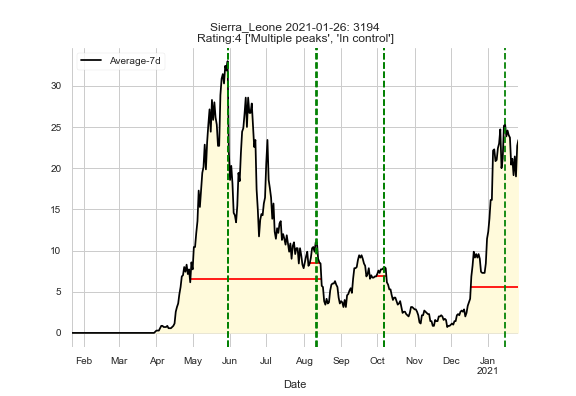 Sierra_Leone 2021-01-26: 3194
Rating:4 ['Multiple peaks', 'In control']
Average-7d
30
25
20
15
10
5
0
Feb Mar Apr May Jun Jul Aug Sep Oct Nov Dec Jan
2021
Date